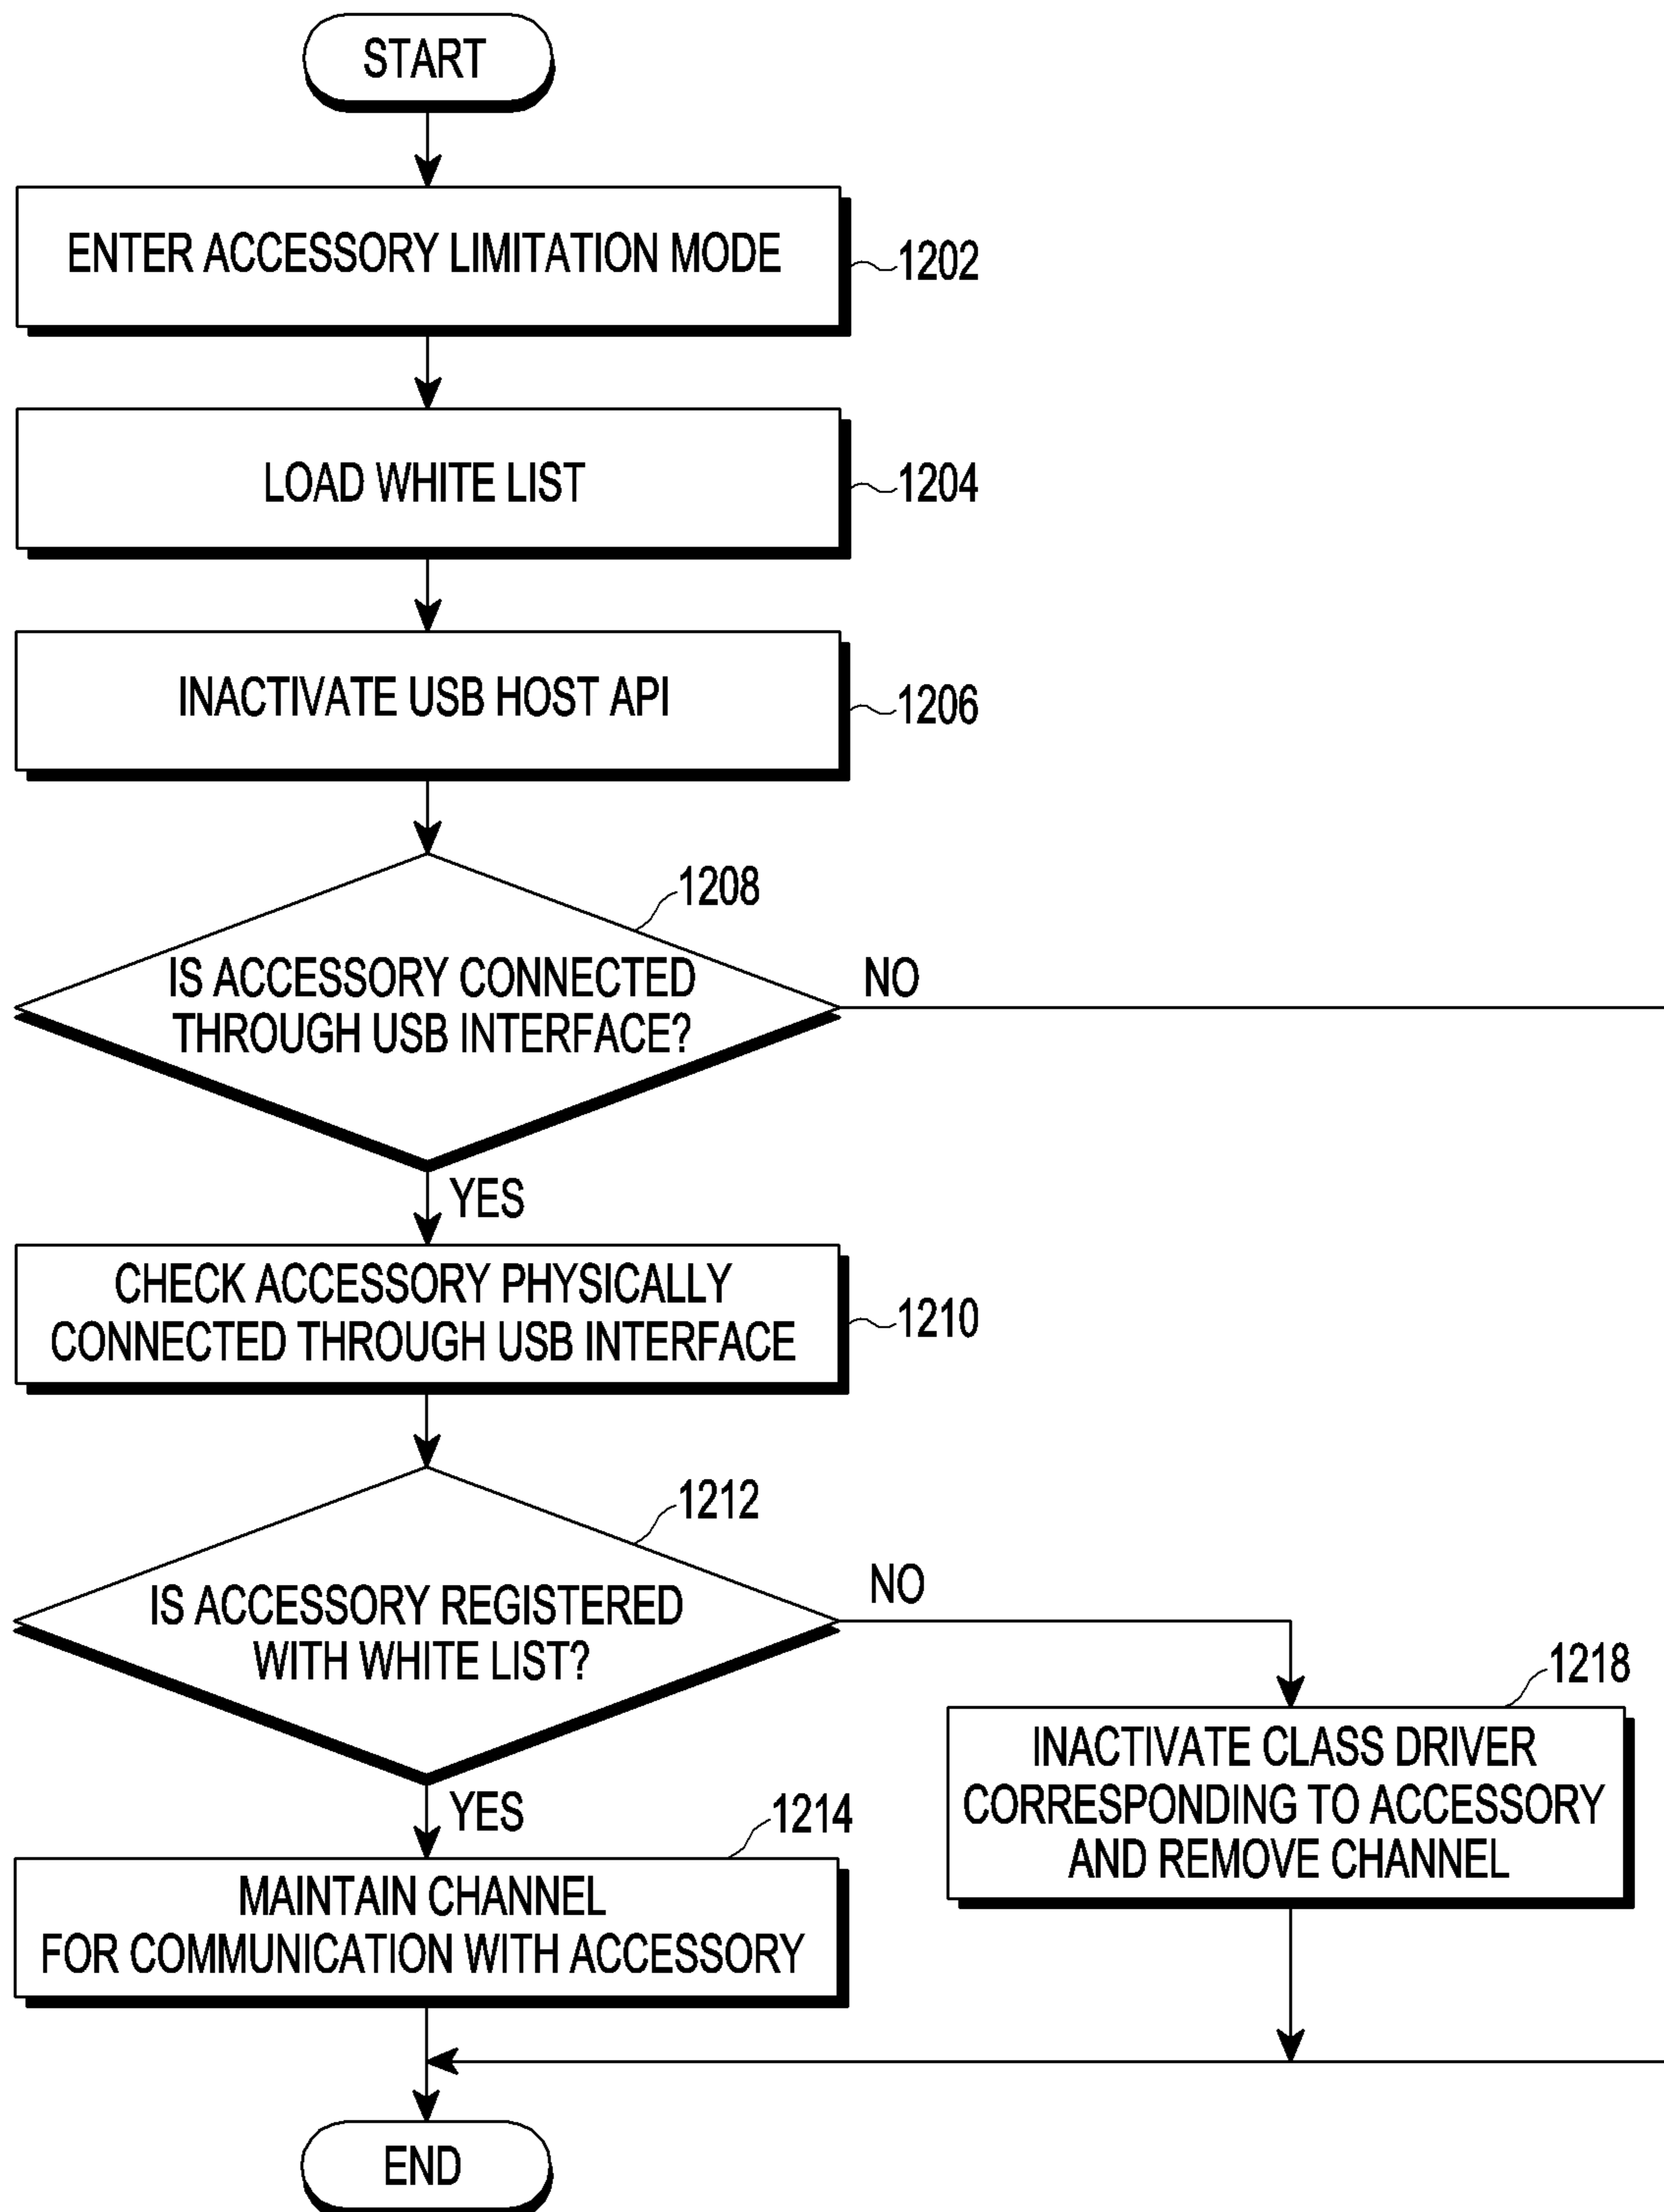 START
ENTER ACCESSORY LIMITATION MODE
1202
LOAD WHITE LIST
1204
INACTIVATE USB HOST API
1206
1208
IS ACCESSORY CONNECTED
THROUGH USB INTERFACE?
NO
YES
CHECK ACCESSORY PHYSICALLY
CONNECTED THROUGH USB INTERFACE
1210
1212
IS ACCESSORY REGISTERED
WITH WHITE LIST?
NO
YES
1218
INACTIVATE CLASS DRIVER
CORRESPONDING TO ACCESSORY
AND REMOVE CHANNEL
1214
MAINTAIN CHANNEL
FOR COMMUNICATION WITH ACCESSORY
END